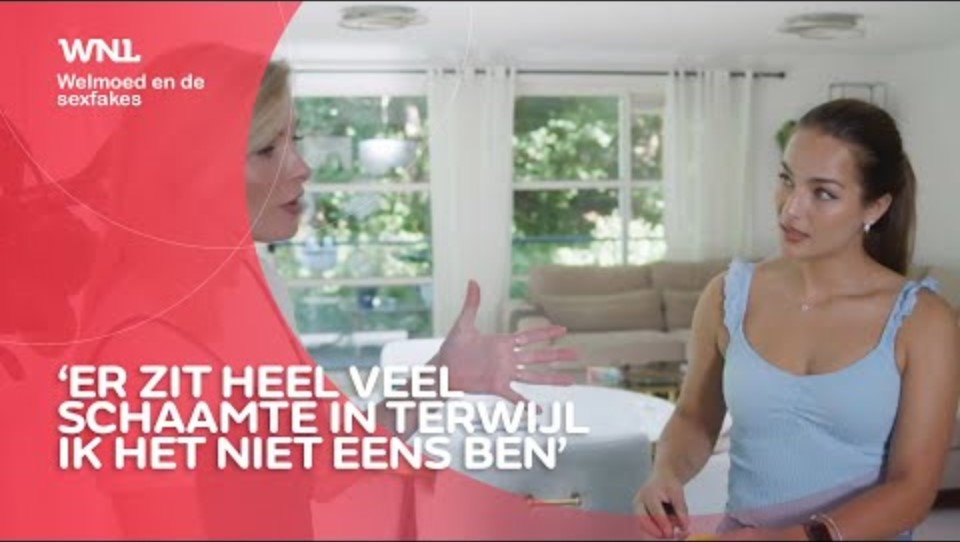 WNL
Welmoed en de
sexfakes
‘ER ZIT HEEL VEEL
SCHAAMTE IN TERWIJL
IK HET NIET EENS BEN’